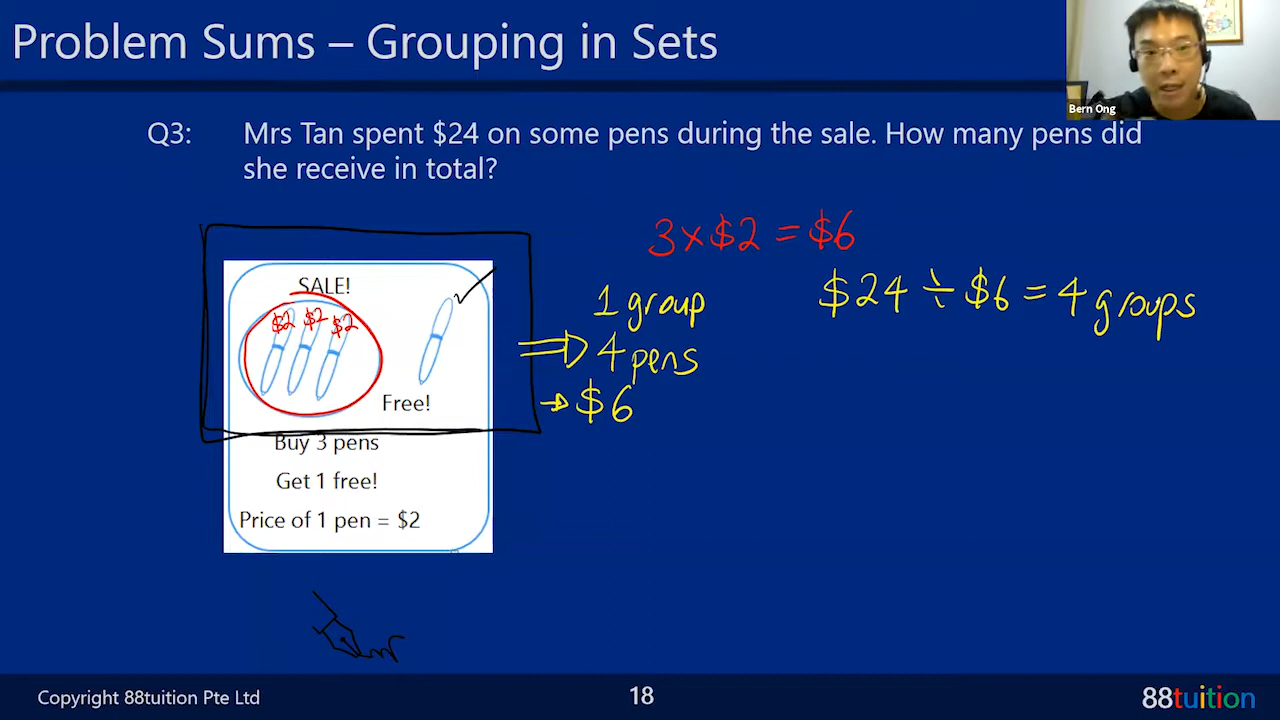 Problem Sums – Grouping in Sets
Bern Ong
Q3: Mrs Tan spent $24 on some pens during the sale. How many pens did
she receive in total?
3 x $2 = $6
$24 ÷ $6 = 4 groups
SALE!
$2 $2 $2
Free!
Buy 3 pens
Get 1 free!
Price of 1 pen = $2
1 group
⇒ 4 pens
→ $6
Copyright 88tuition Pte Ltd
18
88tuition